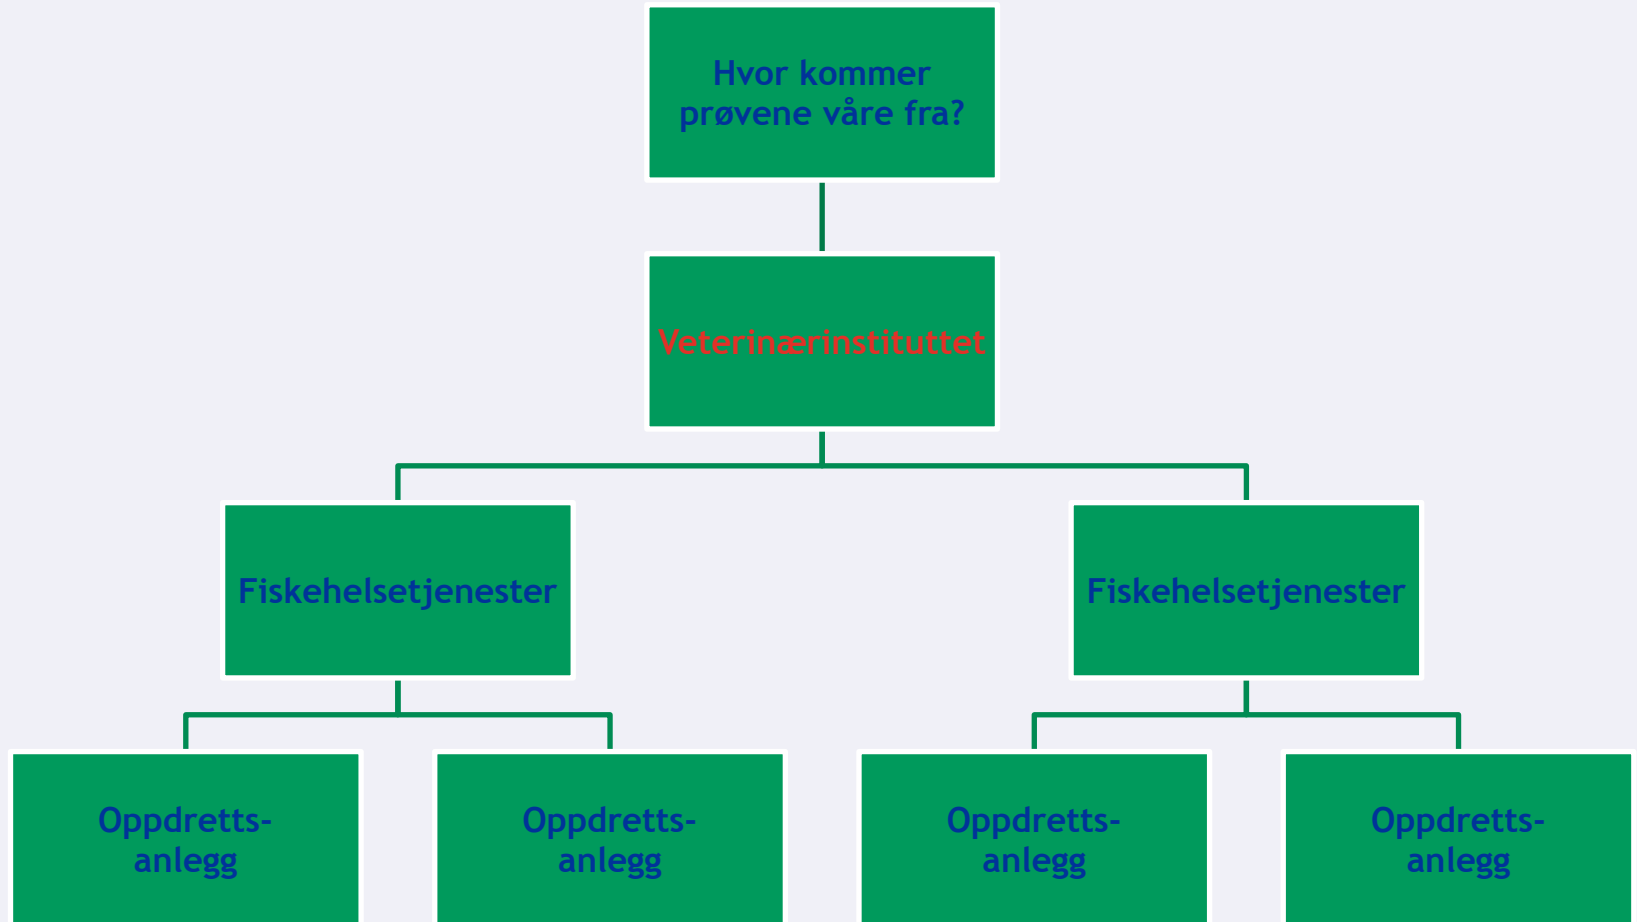 Hvor kommer
prøvene våre fra?
Veterinærinstituttet
Fiskehelsetjenester
Fiskehelsetjenester
Oppdretts-
anlegg
Oppdretts-
anlegg
Oppdretts-
anlegg
Oppdretts-
anlegg